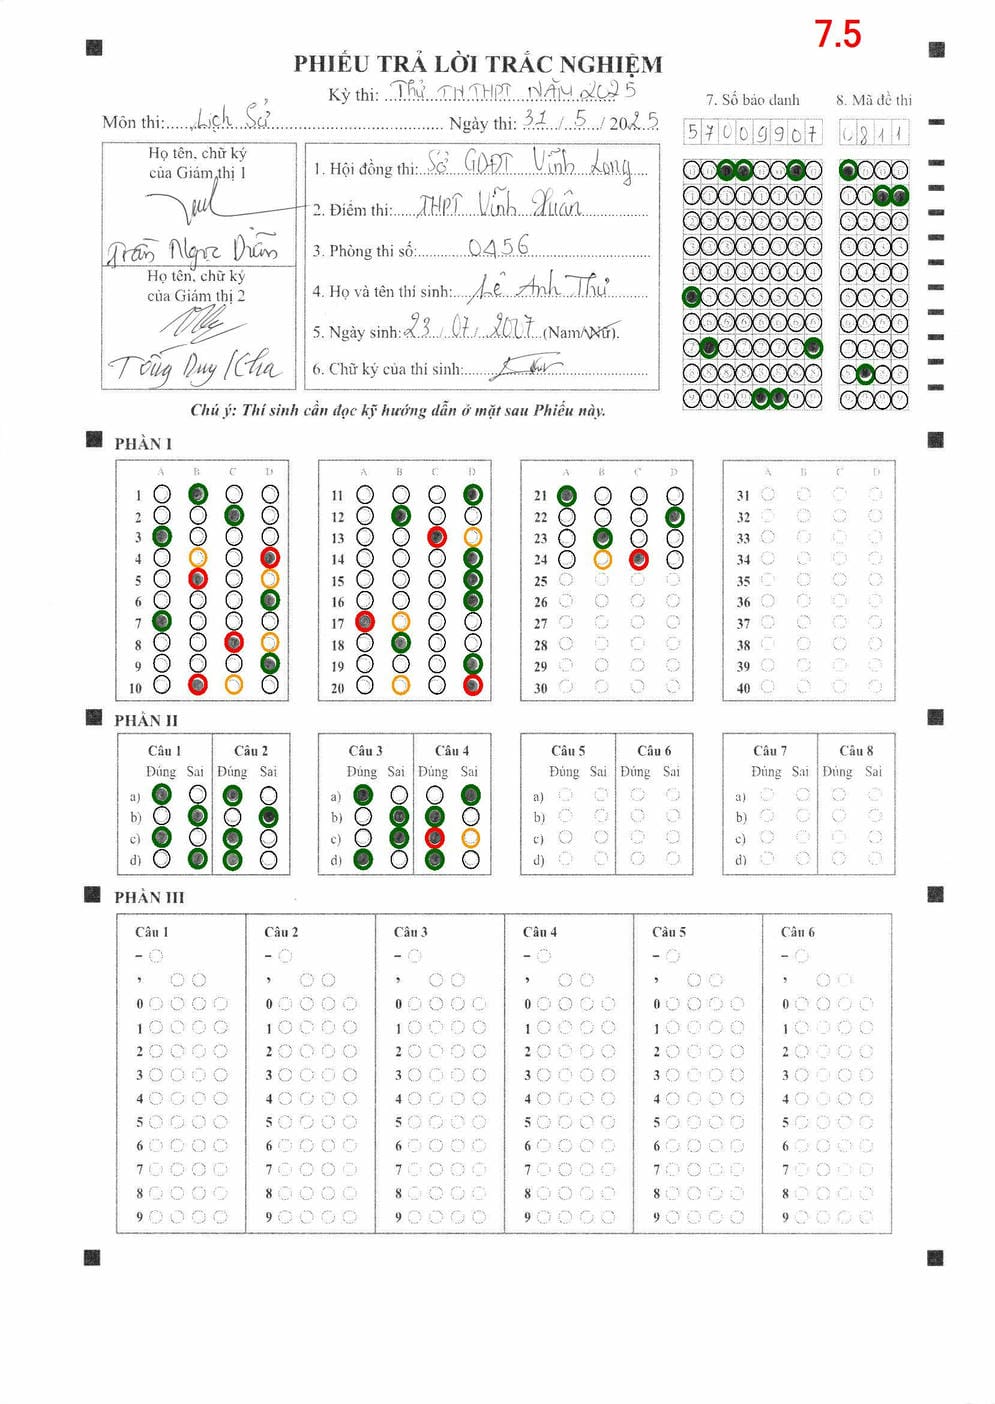 7.5
PHIẾU TRẢ LỜI TRẮC NGHIỆM
Kỳ thi: Thử TN THPT NĂM 2025
Môn thi: Lịch Sử Ngày thi: 31 / 5 / 2025
7. Số báo danh 8. Mã đề thi
57009907 0811
Họ tên, chữ ký
của Giám thị 1
Trần Ngọc Diễn
Họ tên, chữ ký
của Giám thị 2
Tống Duy Kha
1. Hội đồng thi: Sở GDĐT Vĩnh Long
2. Điểm thi: THPT Vĩnh Xuân
3. Phòng thi số: 0456
4. Họ và tên thí sinh: Lê Anh Thư
5. Ngày sinh: 23 / 07 / 2007 (Nam/Nữ).
6. Chữ ký của thí sinh:
Chú ý: Thí sinh cần đọc kỹ hướng dẫn ở mặt sau Phiếu này.
PHẦN I
A B C D A B C D A B C D A B C D
1 11 21 31
2 12 22 32
3 13 23 33
4 14 24 34
5 15 25 35
6 16 26 36
7 17 27 37
8 18 28 38
9 19 29 39
10 20 30 40
PHẦN II
Câu 1 Câu 2 Câu 3 Câu 4 Câu 5 Câu 6 Câu 7 Câu 8
Đúng Sai Đúng Sai Đúng Sai Đúng Sai Đúng Sai Đúng Sai Đúng Sai Đúng Sai
a) a) a) a)
b) b) b) b)
c) c) c) c)
d) d) d) d)
PHẦN III
Câu 1 Câu 2 Câu 3 Câu 4 Câu 5 Câu 6
- - - - - -
, , , , , ,
0 0 0 0 0 0
1 1 1 1 1 1
2 2 2 2 2 2
3 3 3 3 3 3
4 4 4 4 4 4
5 5 5 5 5 5
6 6 6 6 6 6
7 7 7 7 7 7
8 8 8 8 8 8
9 9 9 9 9 9